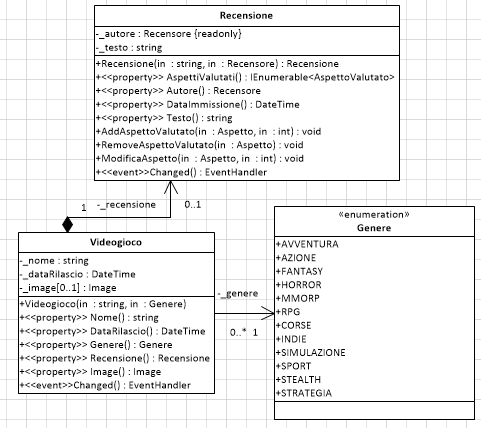 Recensione
-_autore : Recensore {readonly}
-_testo : string
+Recensione(in : string, in : Recensore) : Recensione
+<<property>> AspettiValutati() : IEnumerable<AspettoValutato>
+<<property>> Autore() : Recensore
+<<property>> DataImmissione() : DateTime
+<<property>> Testo() : string
+AddAspettoValutato(in : Aspetto, in : int) : void
+RemoveAspettoValutato(in : Aspetto) : void
+ModificaAspetto(in : Aspetto, in : int) : void
+<<event>>Changed() : EventHandler
1
-_recensione
0..1
Videogioco
-_nome : string
-_dataRilascio : DateTime
-_image[0..1] : Image
+Videogioco(in : string, in : Genere)
+<<property>> Nome() : string
+<<property>> DataRilascio() : DateTime
+<<property>> Genere() : Genere
+<<property>> Recensione() : Recensione
+<<property>> Image() : Image
+<<event>>Changed() : EventHandler
-_genere
0..* 1
«enumeration»
Genere
+AVVENTURA
+AZIONE
+FANTASY
+HORROR
+MMORP
+RPG
+CORSE
+INDIE
+SIMULAZIONE
+SPORT
+STEALTH
+STRATEGIA